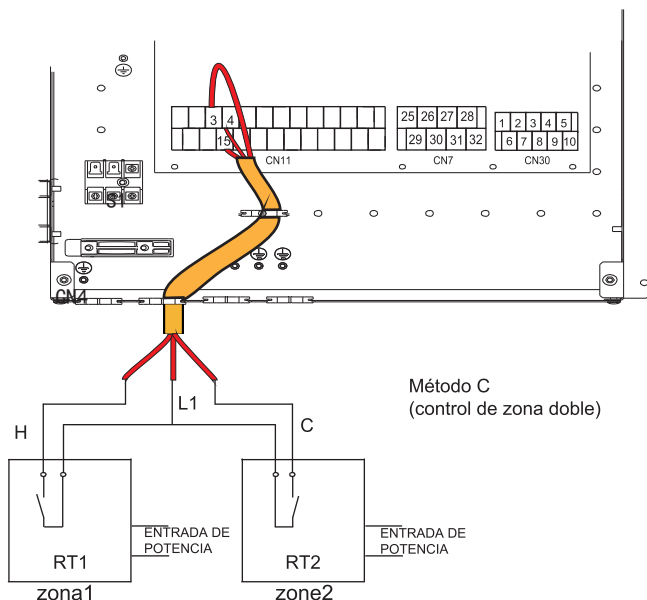 3 4
15
CN11
25 26 27 28
29 30 31 32
CN7
1 2 3 4 5
6 7 8 9 10
CN30
S1
CN4
Método C
(control de zona doble)
L1
H
C
RT1
ENTRADA DE
POTENCIA
zona1
RT2
ENTRADA DE
POTENCIA
zone2